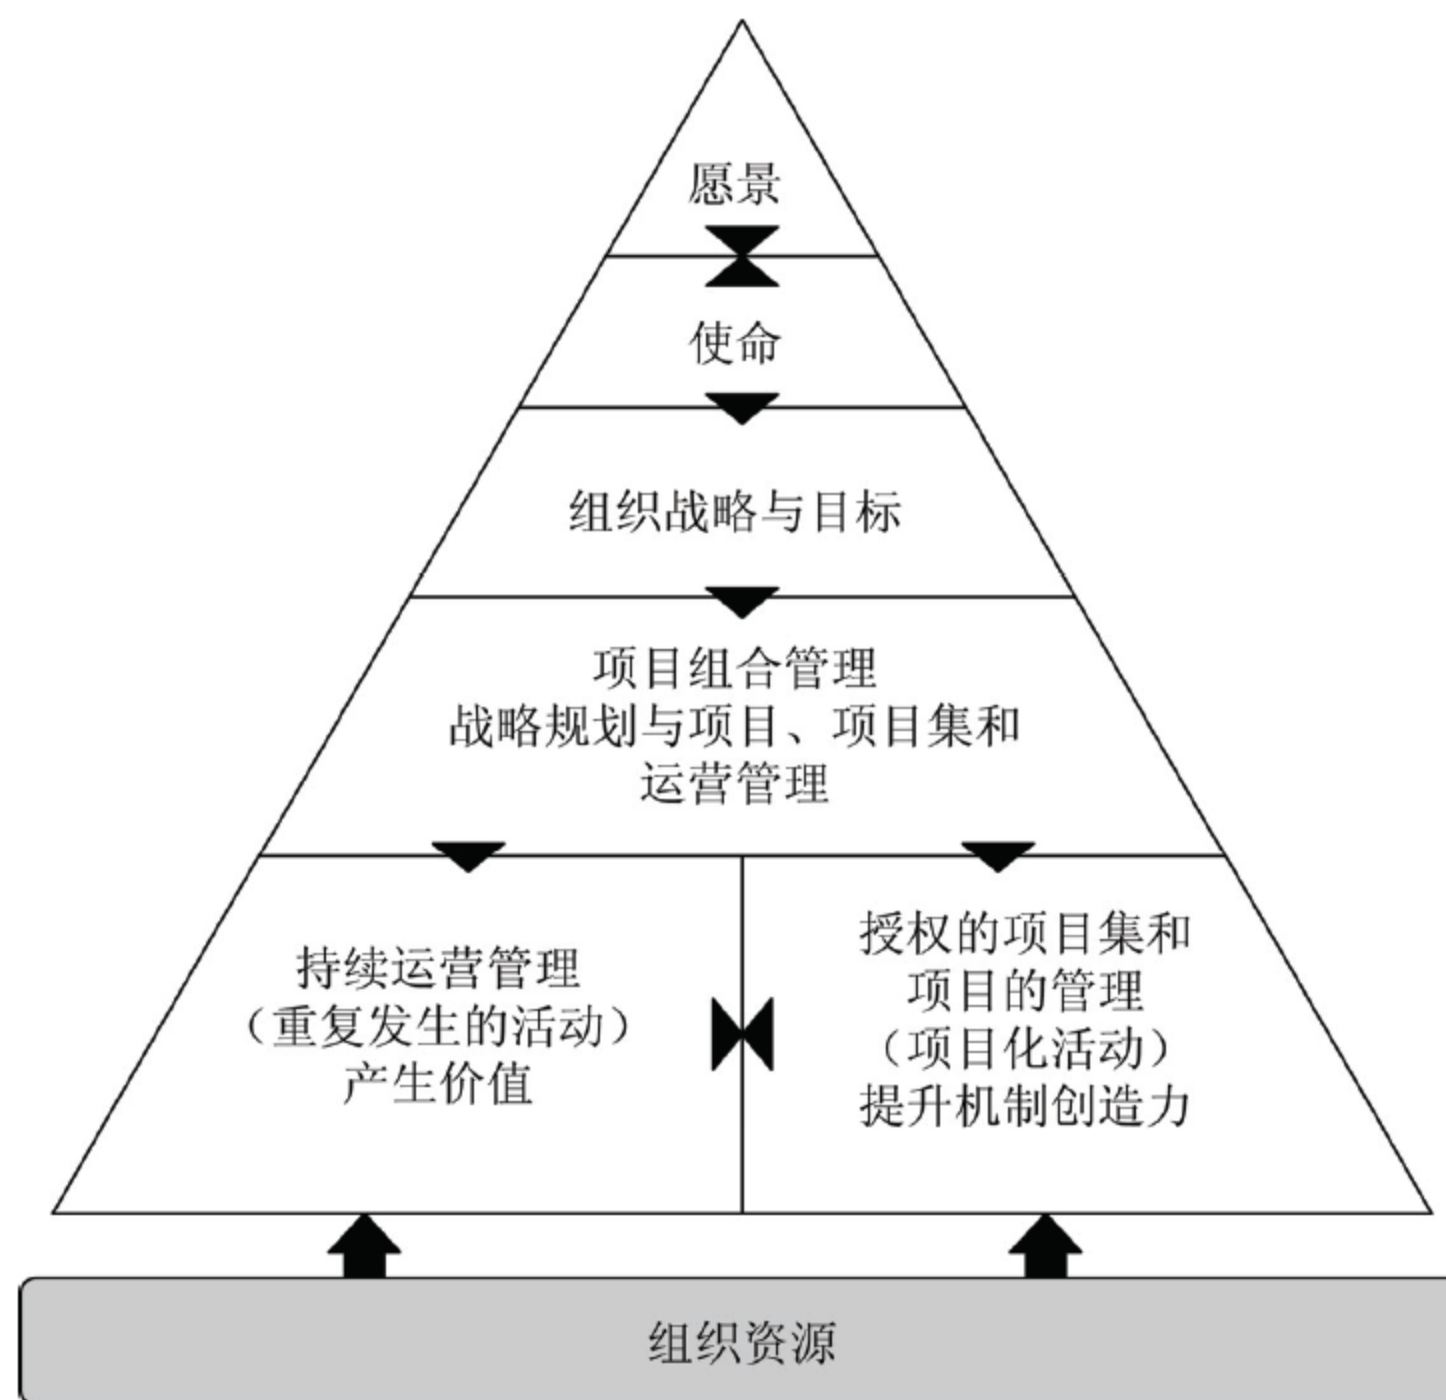 愿景
使命
组织战略与目标
项目组合管理
战略规划与项目、项目集和
运营管理
持续运营管理
（重复发生的活动）
产生价值
授权的项目集和
项目的管理
（项目化活动）
提升机制创造力
组织资源